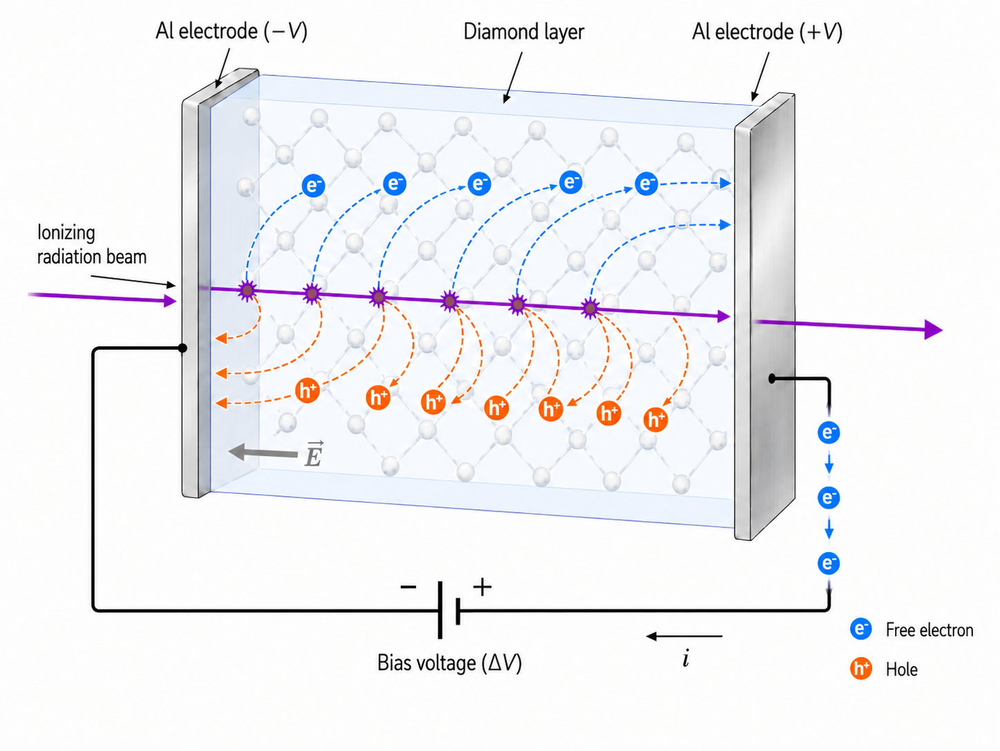 Al electrode (−V)
Diamond layer
Al electrode (+V)
e⁻ e⁻ e⁻ e⁻ e⁻
Ionizing
radiation beam
h⁺ h⁺ h⁺ h⁺ h⁺ h⁺ h⁺
E⃗
e⁻
e⁻
e⁻
− +
Bias voltage (ΔV)
i
e⁻ Free electron
h⁺ Hole